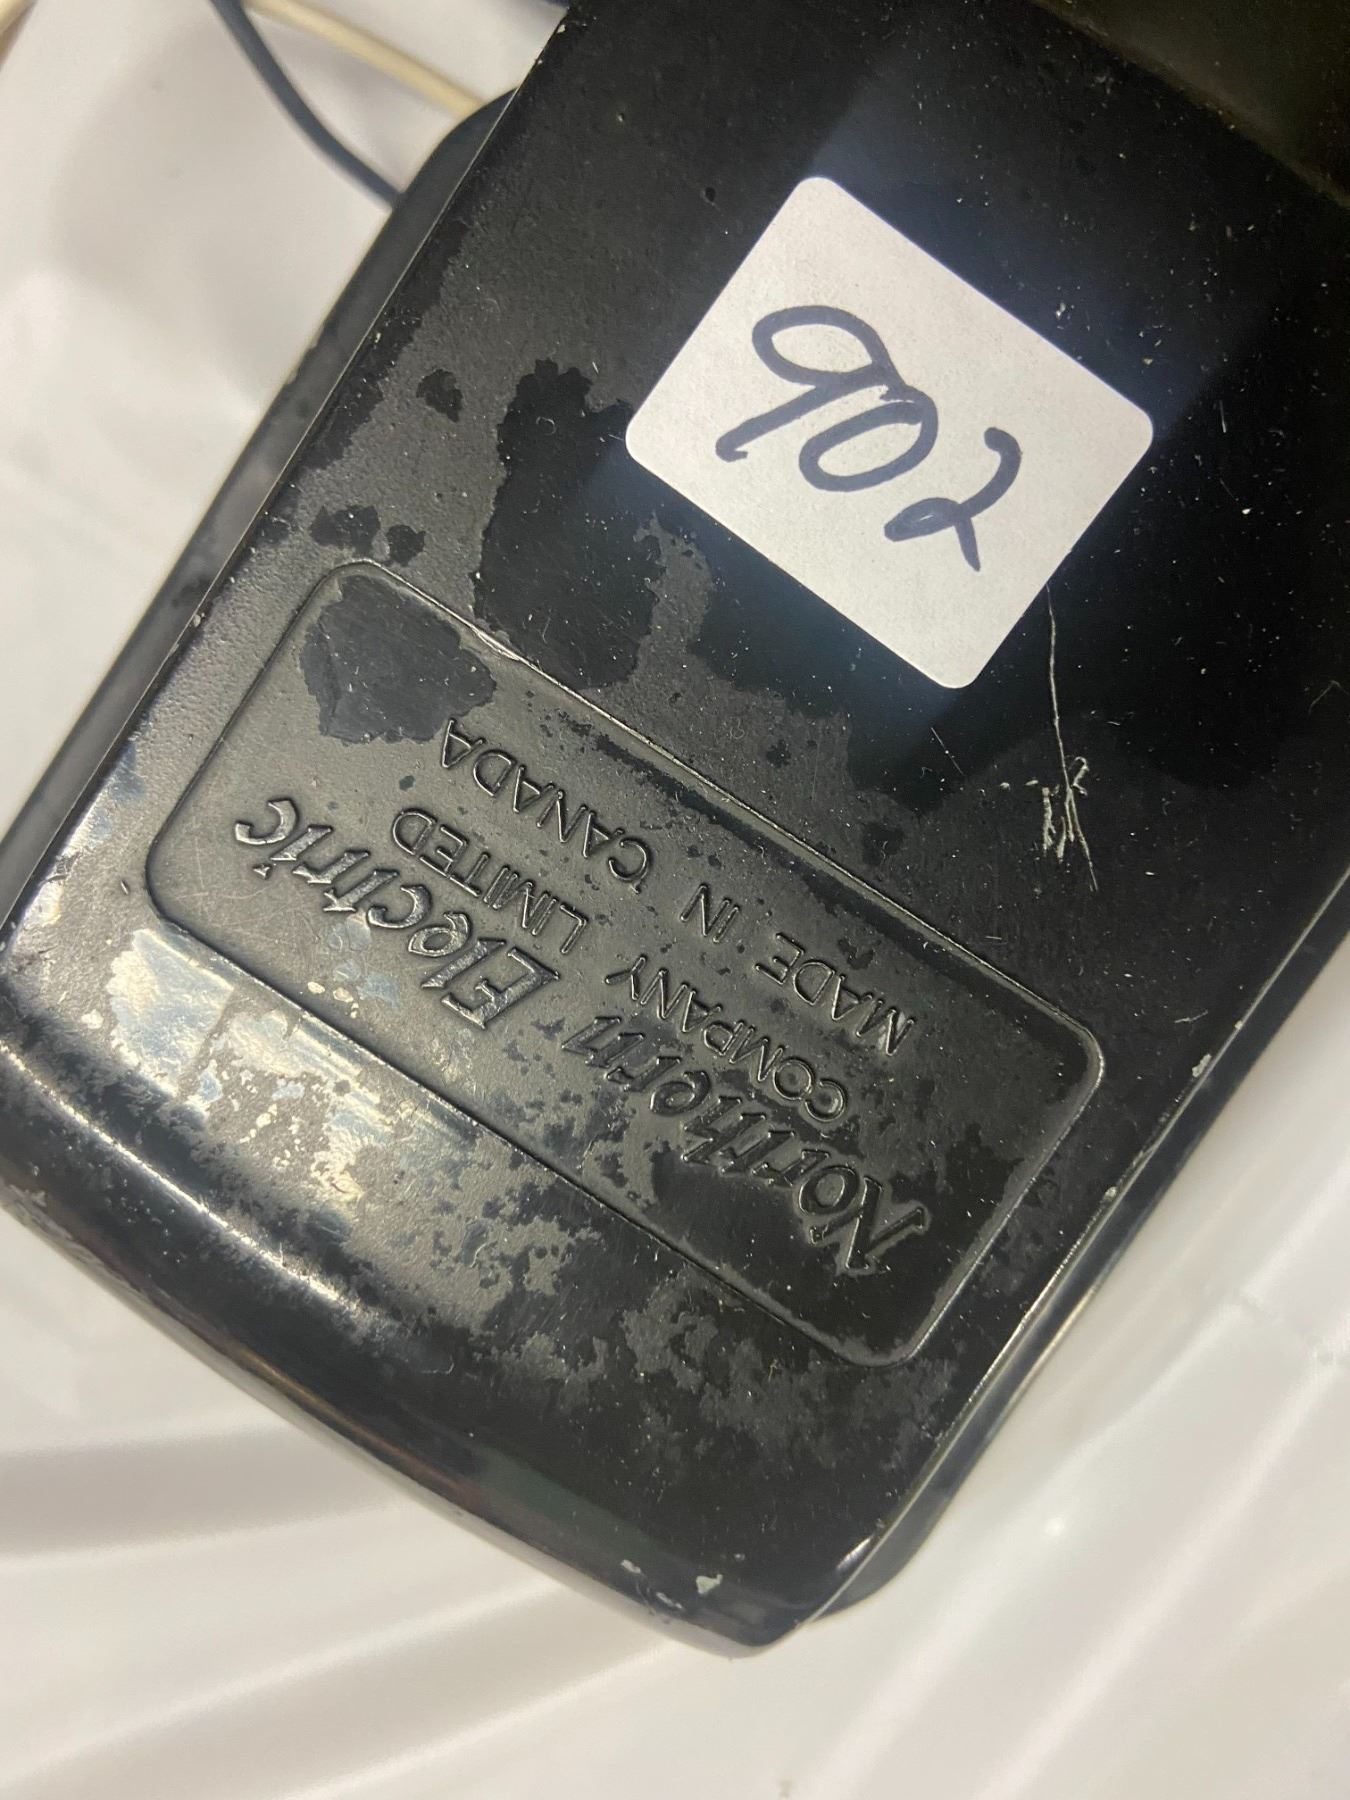 902
Northern Electric
COMPANY LIMITED
MADE IN CANADA